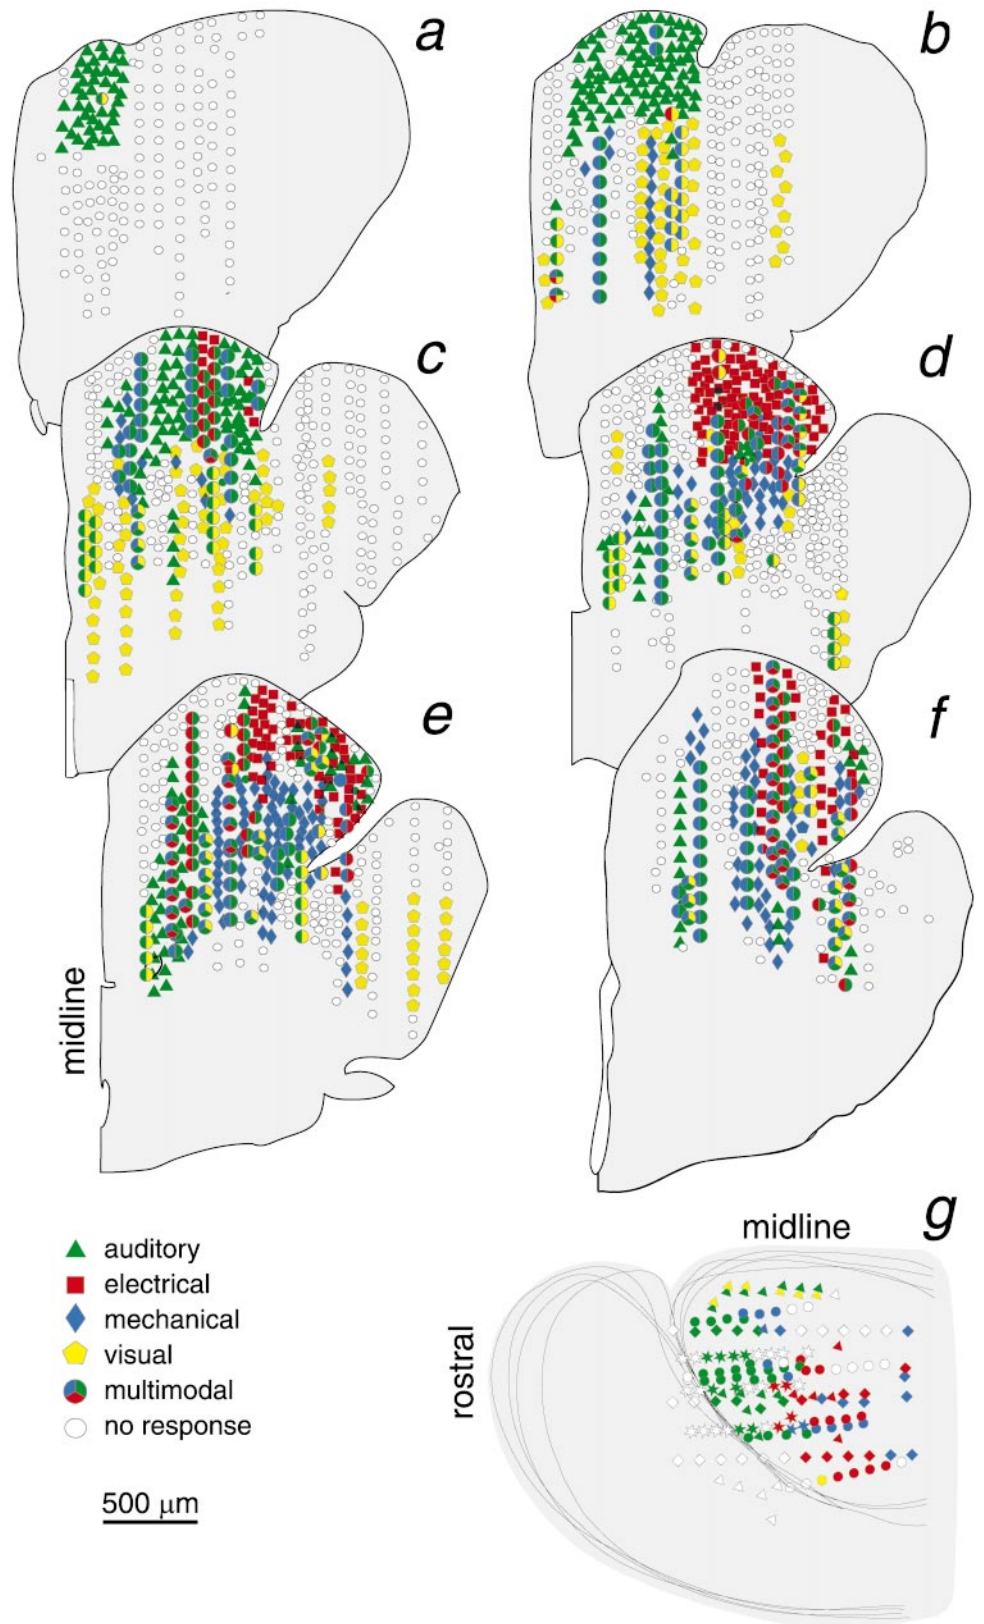 a
b
c
d
e
f
midline
g
midline
rostral
auditory
electrical
mechanical
visual
multimodal
no response
500 μm